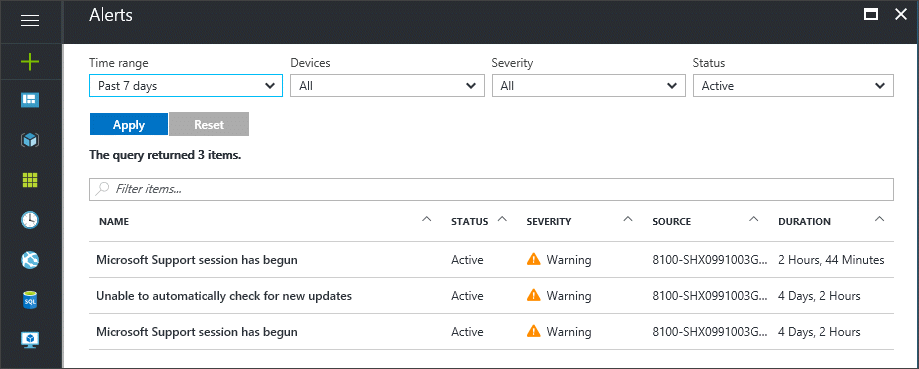 Alerts
Time range Devices Severity Status
Past 7 days All All Active
Apply Reset
The query returned 3 items.
Filter items...
NAME STATUS SEVERITY SOURCE DURATION
Microsoft Support session has begun Active Warning 8100-SHX0991003G... 2 Hours, 44 Minutes
Unable to automatically check for new updates Active Warning 8100-SHX0991003G... 4 Days, 2 Hours
Microsoft Support session has begun Active Warning 8100-SHX0991003G... 4 Days, 2 Hours
SQL